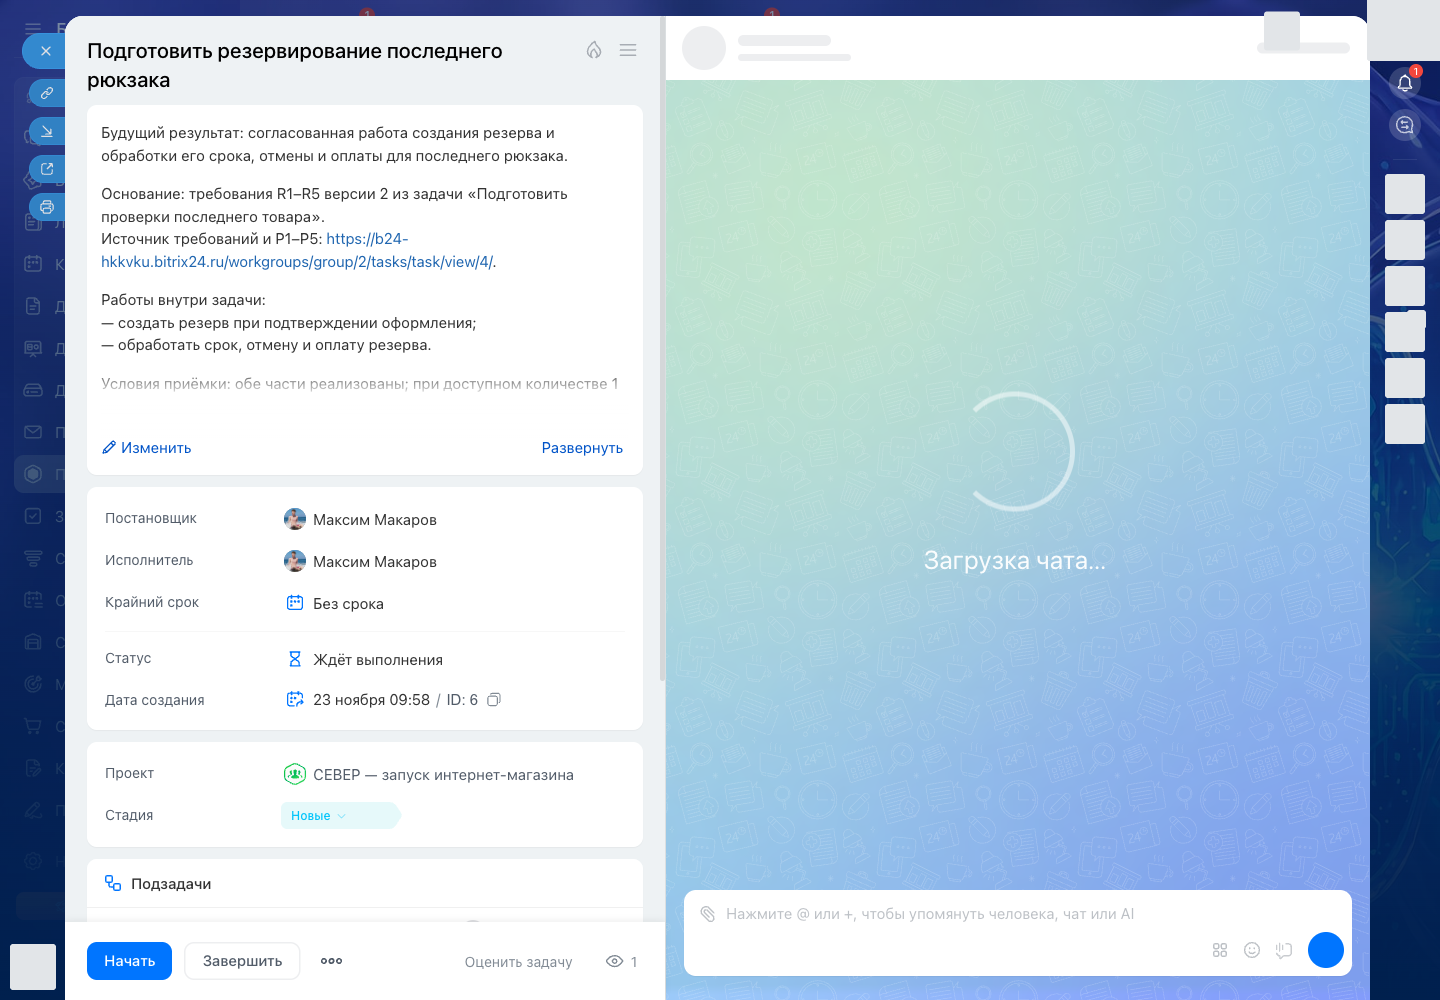 Подготовить резервирование последнего
рюкзака
Будущий результат: согласованная работа создания резерва и
обработки его срока, отмены и оплаты для последнего рюкзака.
Основание: требования R1–R5 версии 2 из задачи «Подготовить
проверки последнего товара».
Источник требований и P1–P5: https://b24-
hkkvku.bitrix24.ru/workgroups/group/2/tasks/task/view/4/.
Работы внутри задачи:
— создать резерв при подтверждении оформления;
— обработать срок, отмену и оплату резерва.
Условия приёмки: обе части реализованы; при доступном количестве 1
Изменить
Развернуть
Постановщик
Максим Макаров
Исполнитель
Максим Макаров
Крайний срок
Без срока
Статус
Ждёт выполнения
Дата создания
23 ноября 09:58 / ID: 6
Проект
СЕВЕР — запуск интернет-магазина
Стадия
Новые
Подзадачи
Начать
Завершить
Оценить задачу
1
Загрузка чата...
Нажмите @ или +, чтобы упомянуть человека, чат или AI
1
1
1